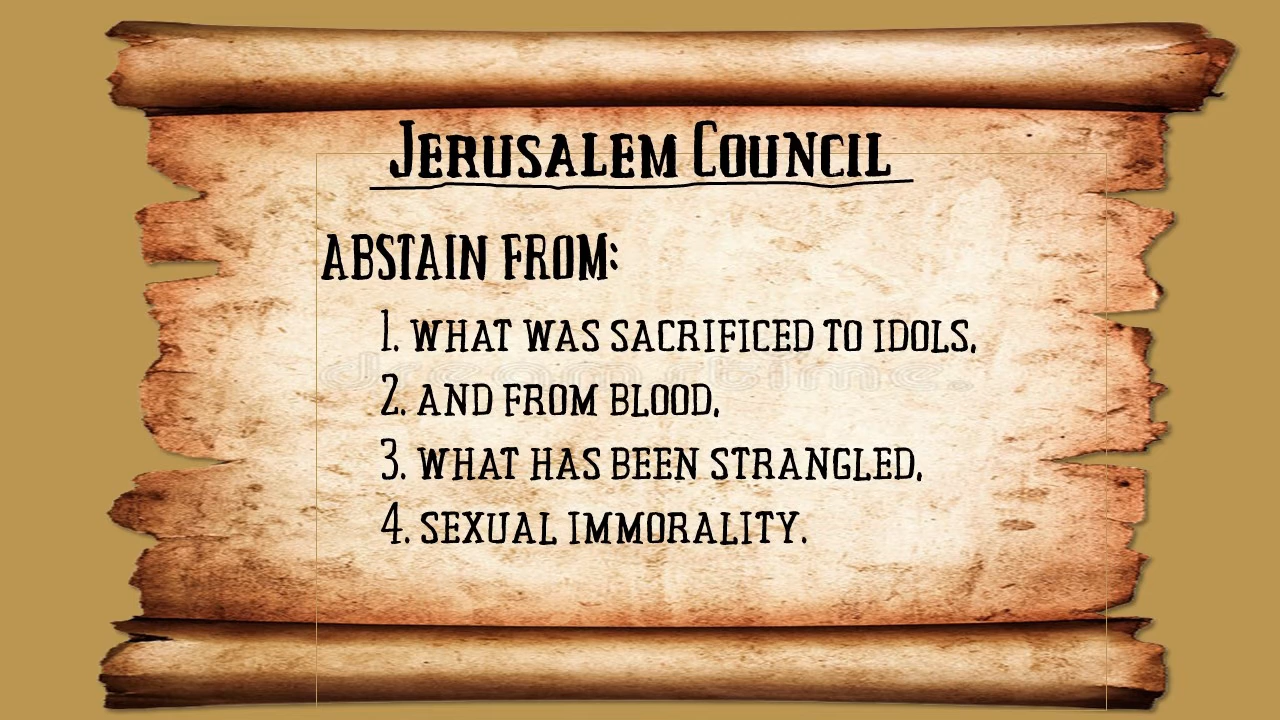 JERUSALEM COUNCIL
ABSTAIN FROM:
1. WHAT WAS SACRIFICED TO IDOLS,
dreamstime.
2. AND FROM BLOOD,
3. WHAT HAS BEEN STRANGLED,
4. SEXUAL IMMORALITY.